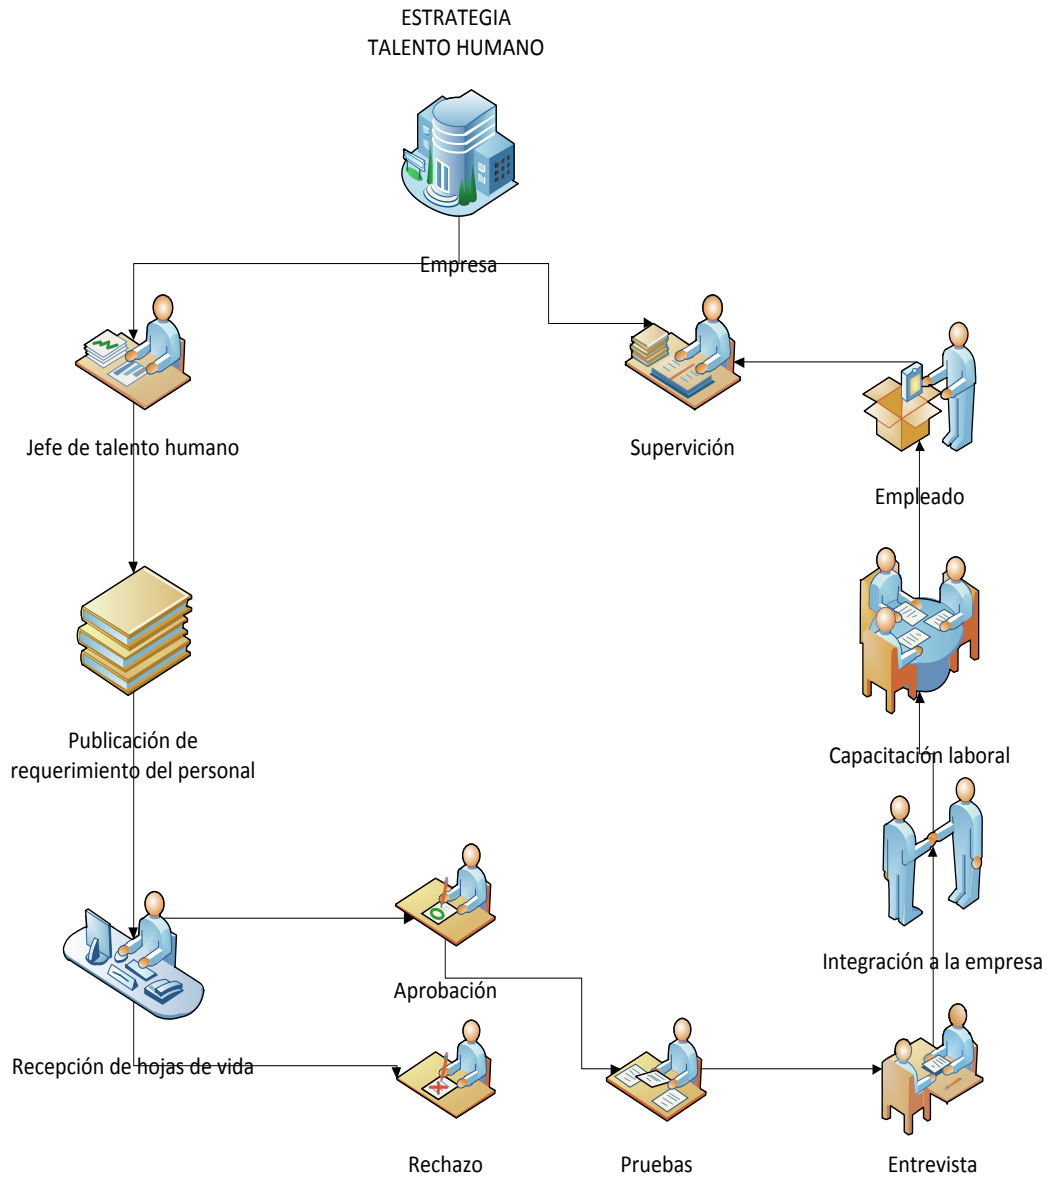 ESTRATEGIA
TALENTO HUMANO
Empresa
Jefe de talento humano
Supervición
Empleado
Publicación de
requerimiento del personal
Capacitación laboral
Integración a la empresa
Aprobación
Recepción de hojas de vida
Rechazo
Pruebas
Entrevista